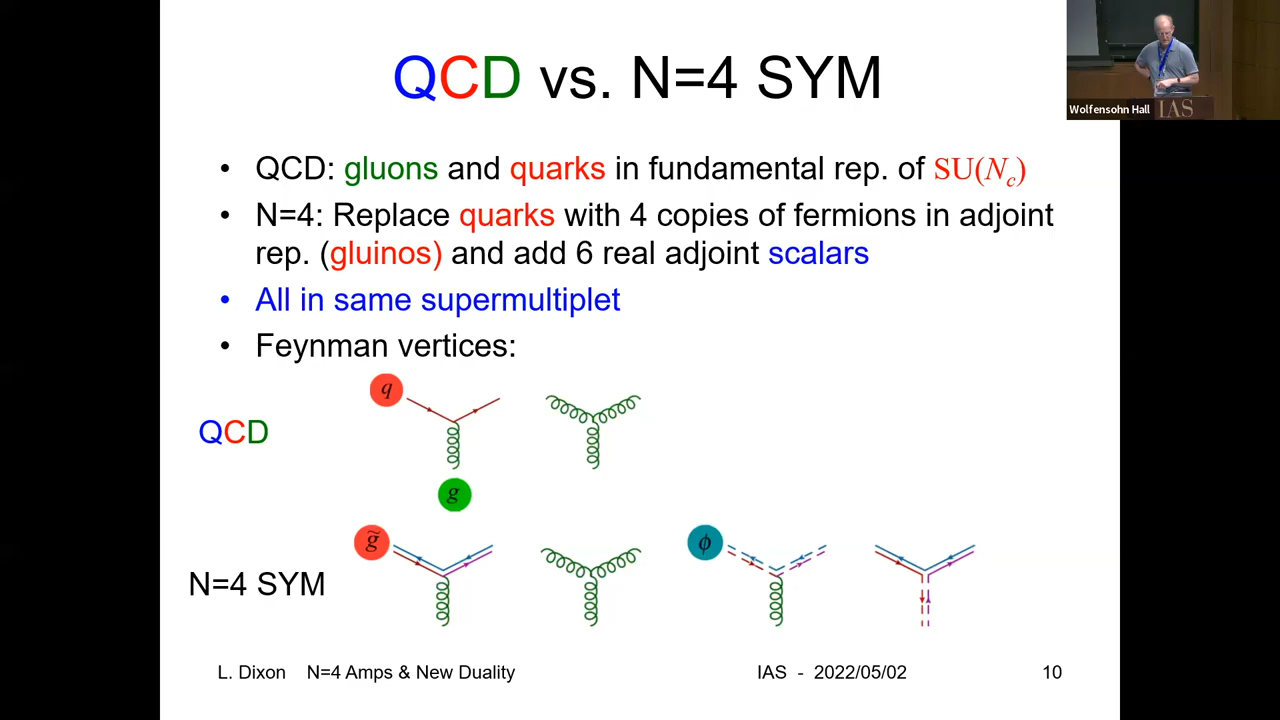 QCD vs. N=4 SYM
Wolfensohn Hall
IAS
• QCD: gluons and quarks in fundamental rep. of SU(Nc)
• N=4: Replace quarks with 4 copies of fermions in adjoint
rep. (gluinos) and add 6 real adjoint scalars
• All in same supermultiplet
• Feynman vertices:
q
QCD
g
g̃
ϕ
N=4 SYM
L. Dixon N=4 Amps & New Duality IAS - 2022/05/02 10